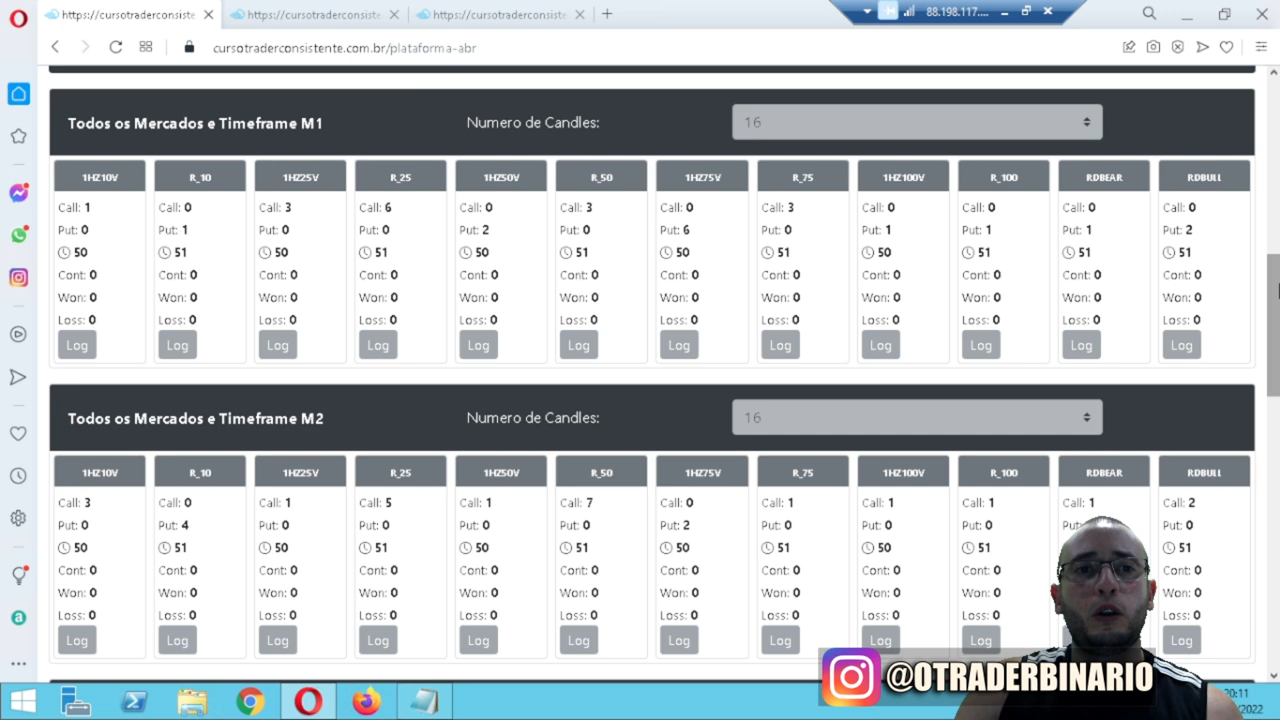 https://cursotraderconsiste
https://cursotraderconsiste
https://cursotraderconsiste
88.198.117....
cursotraderconsistente.com.br/plataforma-abr
Todos os Mercados e Timeframe M1 Numero de Candles: 16
1HZ10V R_10 1HZ25V R_25 1HZ50V R_50 1HZ75V R_75 1HZ100V R_100 RDBEAR RDBULL
Call: 1 Call: 0 Call: 3 Call: 6 Call: 0 Call: 3 Call: 0 Call: 3 Call: 0 Call: 0 Call: 0 Call: 0
Put: 0 Put: 1 Put: 0 Put: 0 Put: 2 Put: 0 Put: 6 Put: 0 Put: 1 Put: 1 Put: 1 Put: 2
50 51 50 51 50 51 50 51 50 51 51 51
Cont: 0 Cont: 0 Cont: 0 Cont: 0 Cont: 0 Cont: 0 Cont: 0 Cont: 0 Cont: 0 Cont: 0 Cont: 0 Cont: 0
Won: 0 Won: 0 Won: 0 Won: 0 Won: 0 Won: 0 Won: 0 Won: 0 Won: 0 Won: 0 Won: 0 Won: 0
Loss: 0 Loss: 0 Loss: 0 Loss: 0 Loss: 0 Loss: 0 Loss: 0 Loss: 0 Loss: 0 Loss: 0 Loss: 0 Loss: 0
Log Log Log Log Log Log Log Log Log Log Log Log
Todos os Mercados e Timeframe M2 Numero de Candles: 16
1HZ10V R_10 1HZ25V R_25 1HZ50V R_50 1HZ75V R_75 1HZ100V R_100 RDBEAR RDBULL
Call: 3 Call: 0 Call: 1 Call: 5 Call: 1 Call: 7 Call: 0 Call: 1 Call: 1 Call: 1 Call: 1 Call: 2
Put: 0 Put: 4 Put: 0 Put: 0 Put: 0 Put: 0 Put: 2 Put: 0 Put: 0 Put: 0 Put: 0
50 51 50 51 50 51 50 51 50 51 51
Cont: 0 Cont: 0 Cont: 0 Cont: 0 Cont: 0 Cont: 0 Cont: 0 Cont: 0 Cont: 0 Cont: 0 Cont: 0
Won: 0 Won: 0 Won: 0 Won: 0 Won: 0 Won: 0 Won: 0 Won: 0 Won: 0 Won: 0 Won: 0
Loss: 0 Loss: 0 Loss: 0 Loss: 0 Loss: 0 Loss: 0 Loss: 0 Loss: 0 Loss: 0 Loss: 0 Loss: 0
Log Log Log Log Log Log Log Log Log Log Log
@OTRADERBINARIO
20:11
/2022